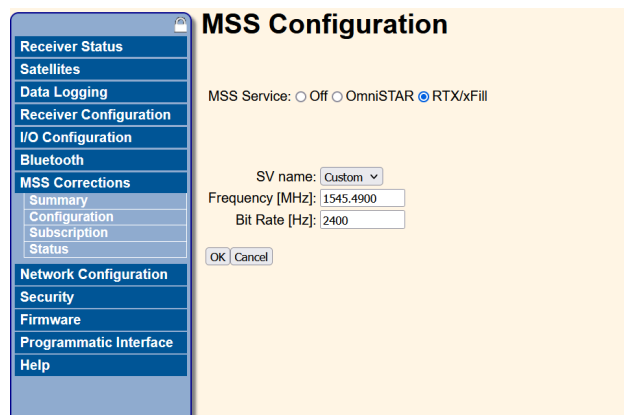 MSS Configuration
Receiver Status
Satellites
Data Logging
Receiver Configuration
I/O Configuration
Bluetooth
MSS Corrections
Summary
Configuration
Subscription
Status
Network Configuration
Security
Firmware
Programmatic Interface
Help
MSS Service: Off OmniSTAR RTX/xFill
SV name: Custom
Frequency [MHz]: 1545.4900
Bit Rate [Hz]: 2400
OK Cancel